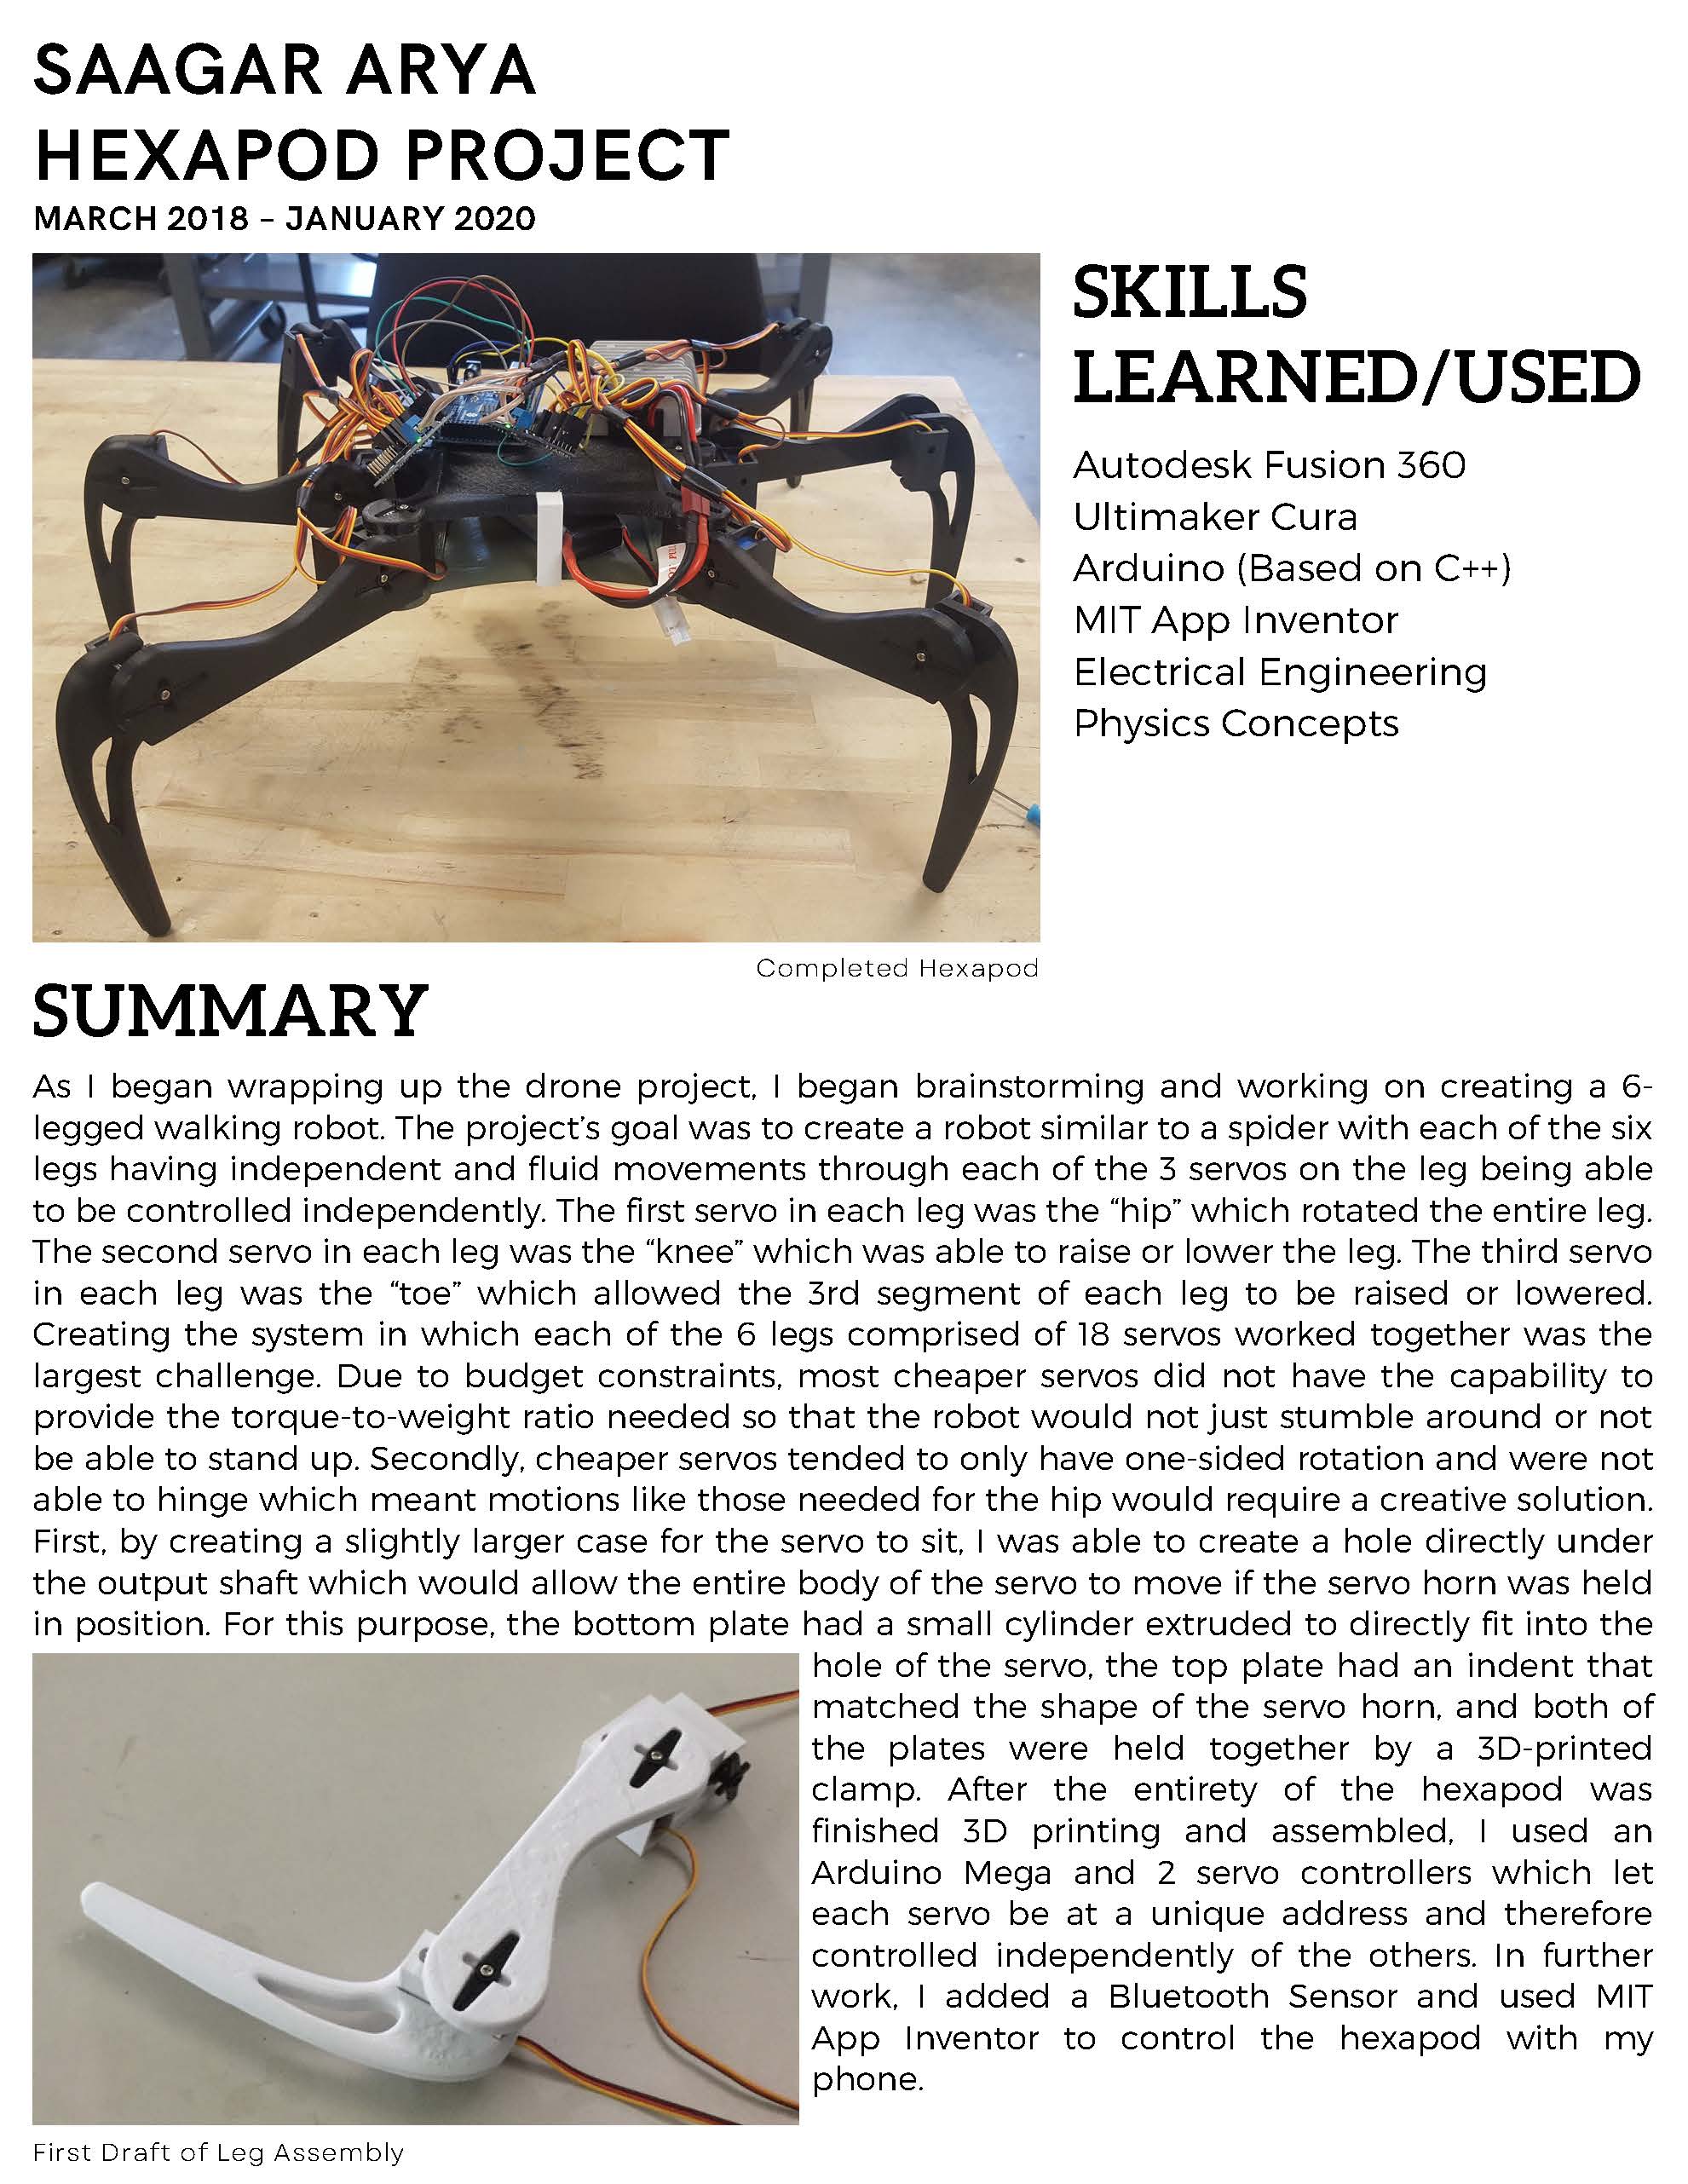 SAAGAR ARYA
HEXAPOD PROJECT
MARCH 2018 – JANUARY 2020
SKILLS
LEARNED/USED
Autodesk Fusion 360
Ultimaker Cura
Arduino (Based on C++)
MIT App Inventor
Electrical Engineering
Physics Concepts
Completed Hexapod
SUMMARY
As I began wrapping up the drone project, I began brainstorming and working on creating a 6-
legged walking robot. The project’s goal was to create a robot similar to a spider with each of the six
legs having independent and fluid movements through each of the 3 servos on the leg being able
to be controlled independently. The first servo in each leg was the “hip” which rotated the entire leg.
The second servo in each leg was the “knee” which was able to raise or lower the leg. The third servo
in each leg was the “toe” which allowed the 3rd segment of each leg to be raised or lowered.
Creating the system in which each of the 6 legs comprised of 18 servos worked together was the
largest challenge. Due to budget constraints, most cheaper servos did not have the capability to
provide the torque-to-weight ratio needed so that the robot would not just stumble around or not
be able to stand up. Secondly, cheaper servos tended to only have one-sided rotation and were not
able to hinge which meant motions like those needed for the hip would require a creative solution.
First, by creating a slightly larger case for the servo to sit, I was able to create a hole directly under
the output shaft which would allow the entire body of the servo to move if the servo horn was held
in position. For this purpose, the bottom plate had a small cylinder extruded to directly fit into the
hole of the servo, the top plate had an indent that
matched the shape of the servo horn, and both of
the plates were held together by a 3D-printed
clamp. After the entirety of the hexapod was
finished 3D printing and assembled, I used an
Arduino Mega and 2 servo controllers which let
each servo be at a unique address and therefore
controlled independently of the others. In further
work, I added a Bluetooth Sensor and used MIT
App Inventor to control the hexapod with my
phone.
First Draft of Leg Assembly